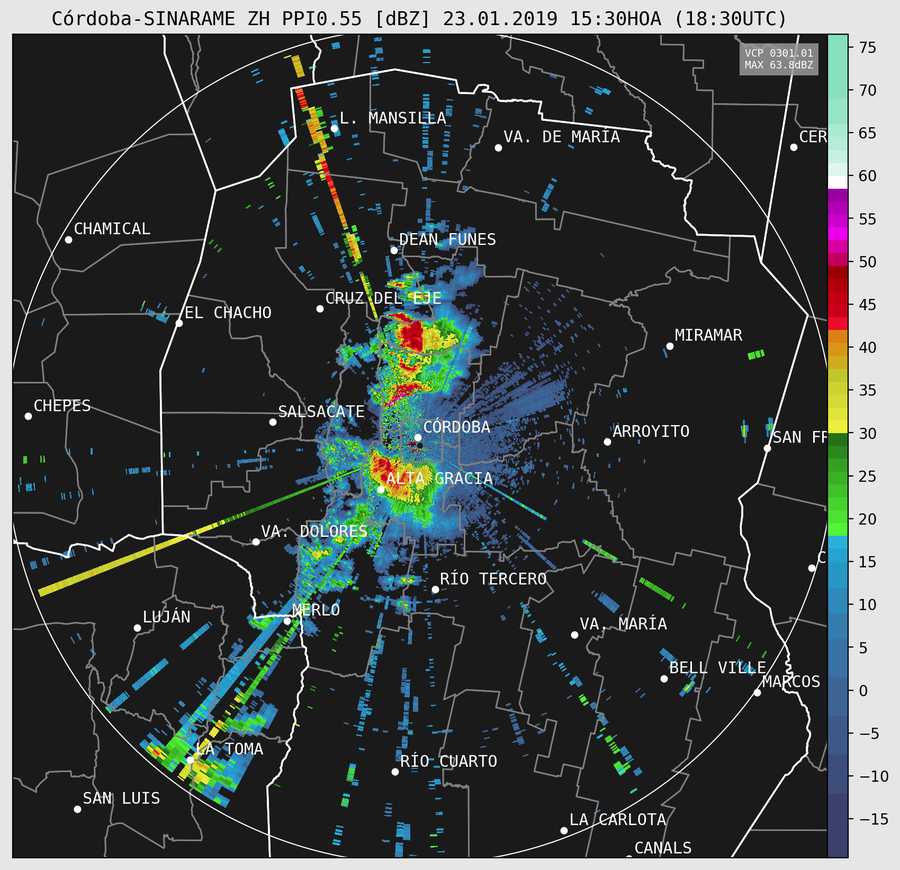 Córdoba-SINARAME ZH PPI0.55 [dBZ] 23.01.2019 15:30HOA (18:30UTC)
VCP 0301.01
MAX 63.8dBZ
75
70
65
60
55
50
45
40
35
30
25
20
15
10
5
0
−5
−10
−15
L. MANSILLA
VA. DE MARÍA
CER
CHAMICAL
DEÁN FUNES
CRUZ DEL EJE
EL CHACHO
MIRAMAR
CHEPES
SALSACATE
CÓRDOBA
ARROYITO
SAN FR
ALTA GRACIA
VA. DOLORES
C
RÍO TERCERO
LUJÁN
MERLO
VA. MARÍA
BELL VILLE
MARCOS
LA TOMA
RÍO CUARTO
SAN LUIS
LA CARLOTA
CANALS